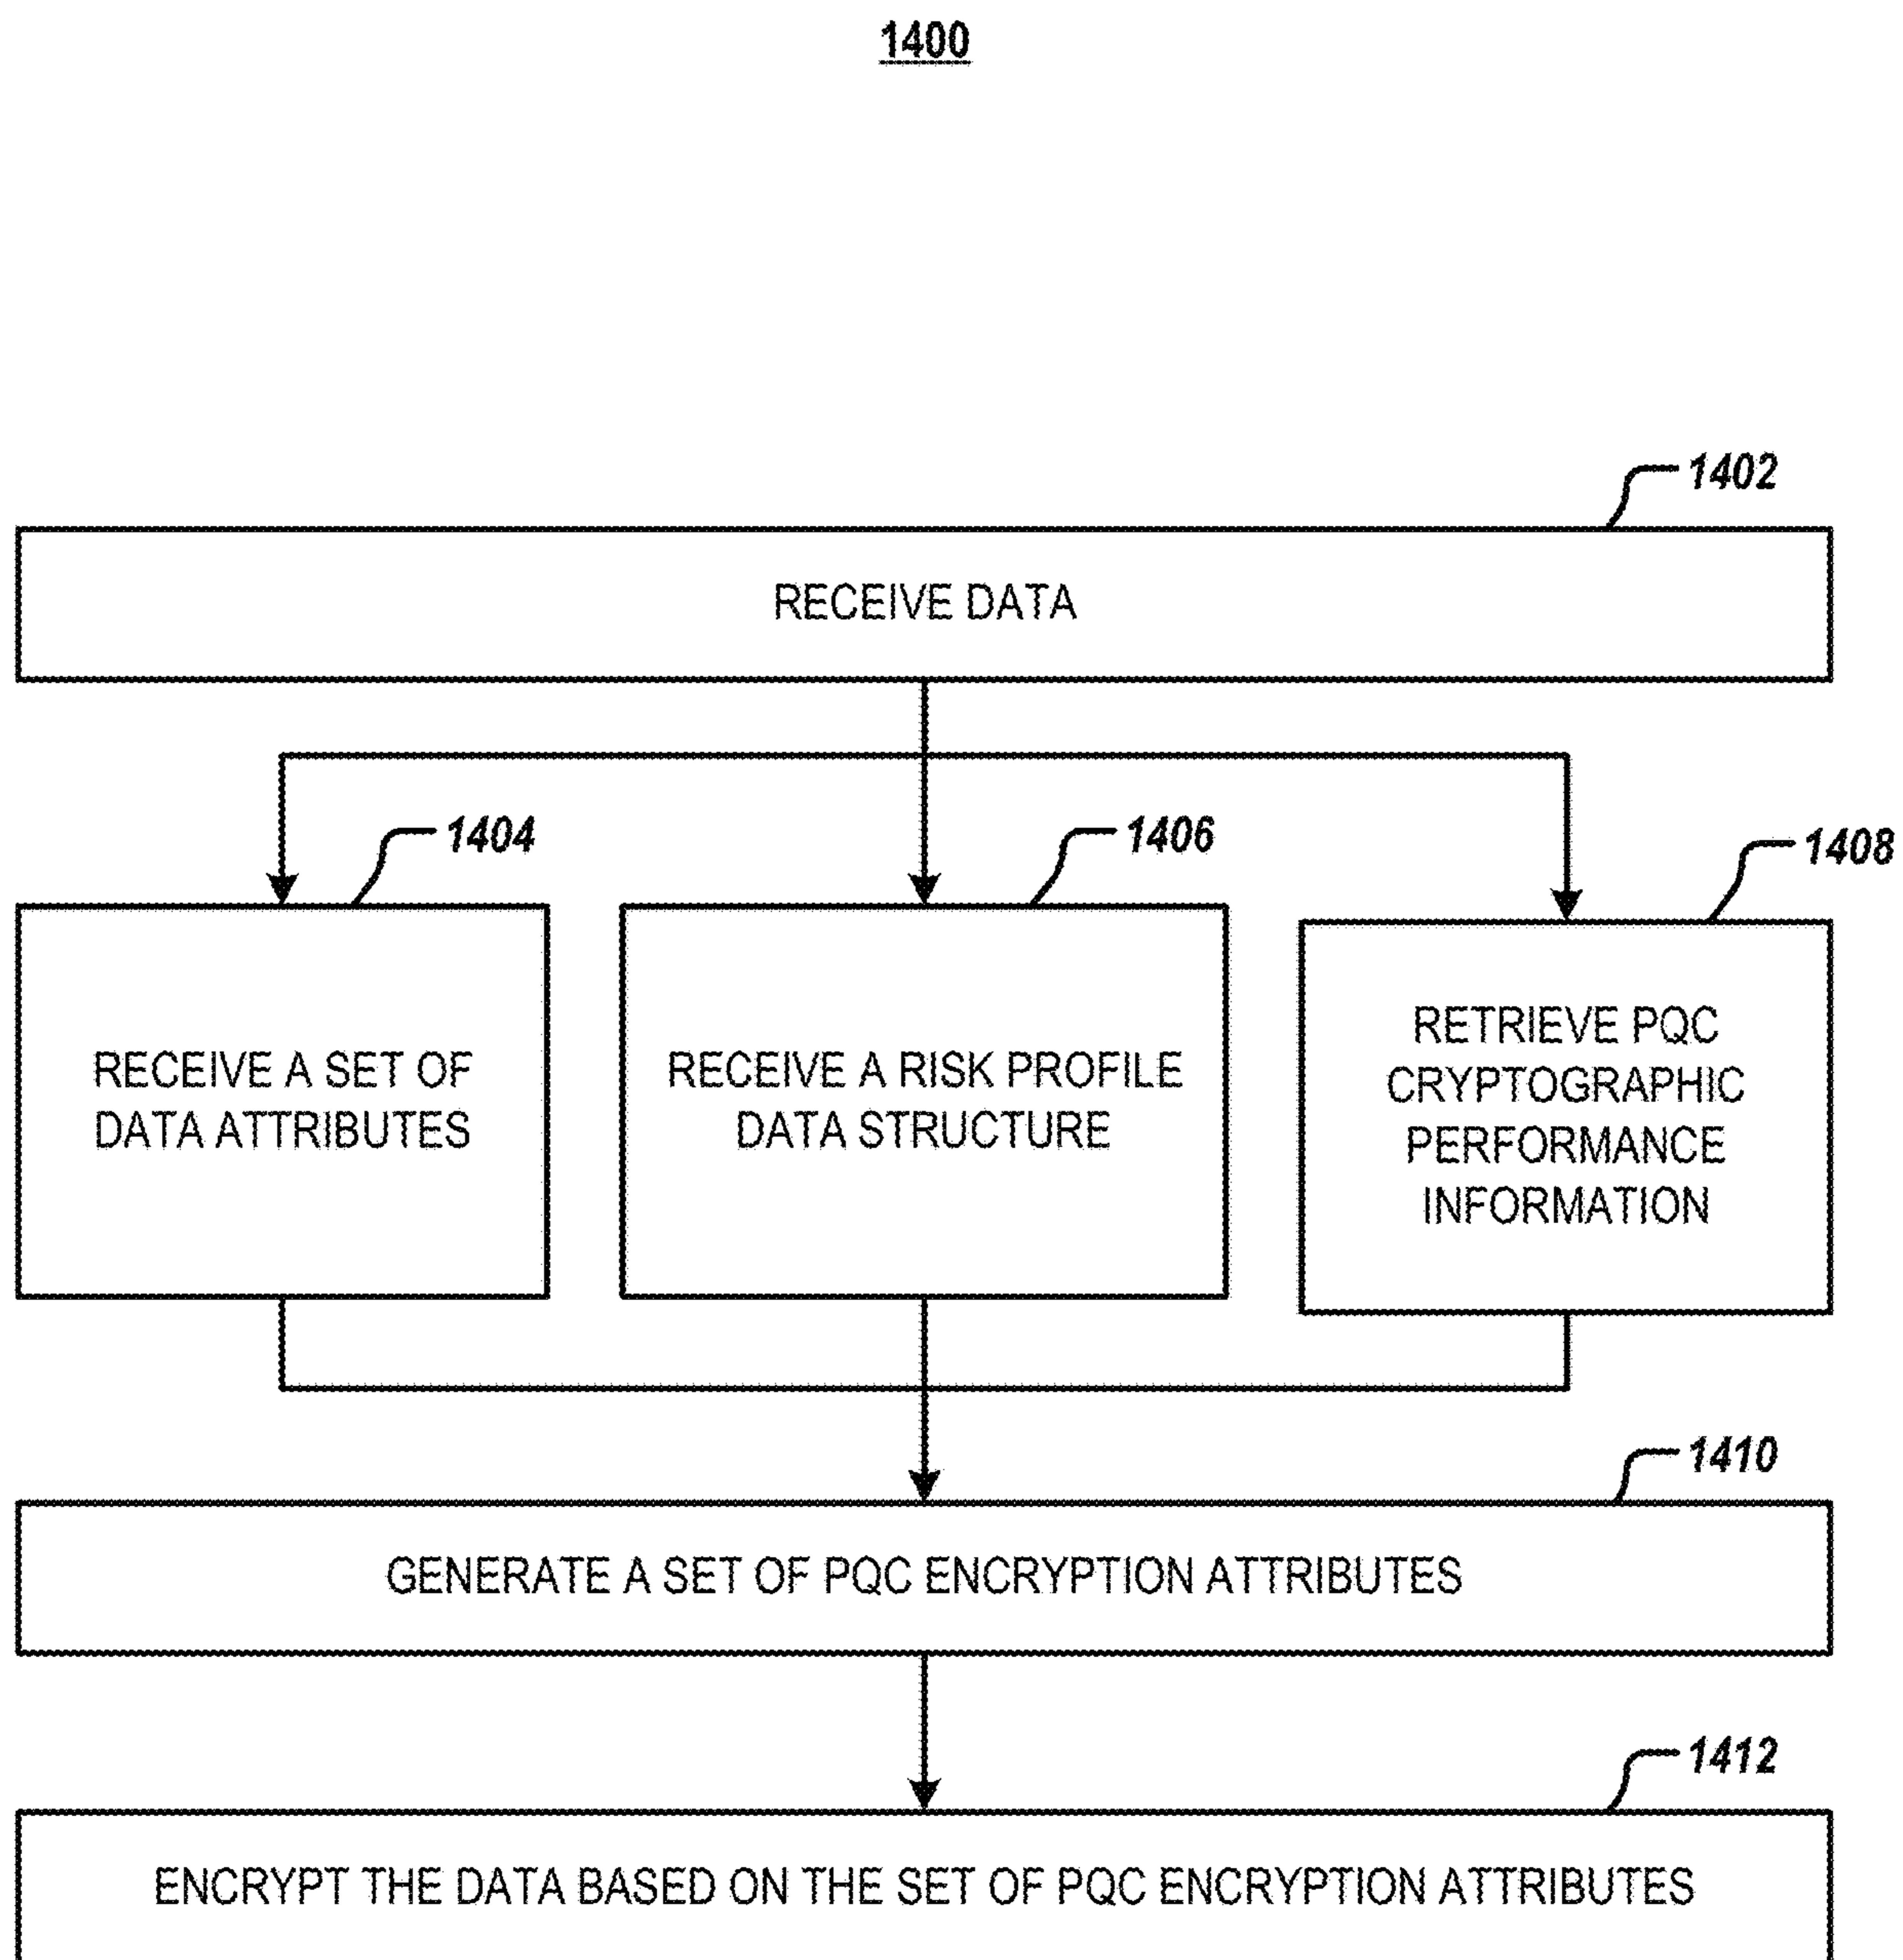 1400
1402
RECEIVE DATA
1404
1406
1408
RECEIVE A SET OF
DATA ATTRIBUTES
RECEIVE A RISK PROFILE
DATA STRUCTURE
RETRIEVE PQC
CRYPTOGRAPHIC
PERFORMANCE
INFORMATION
1410
GENERATE A SET OF PQC ENCRYPTION ATTRIBUTES
1412
ENCRYPT THE DATA BASED ON THE SET OF PQC ENCRYPTION ATTRIBUTES